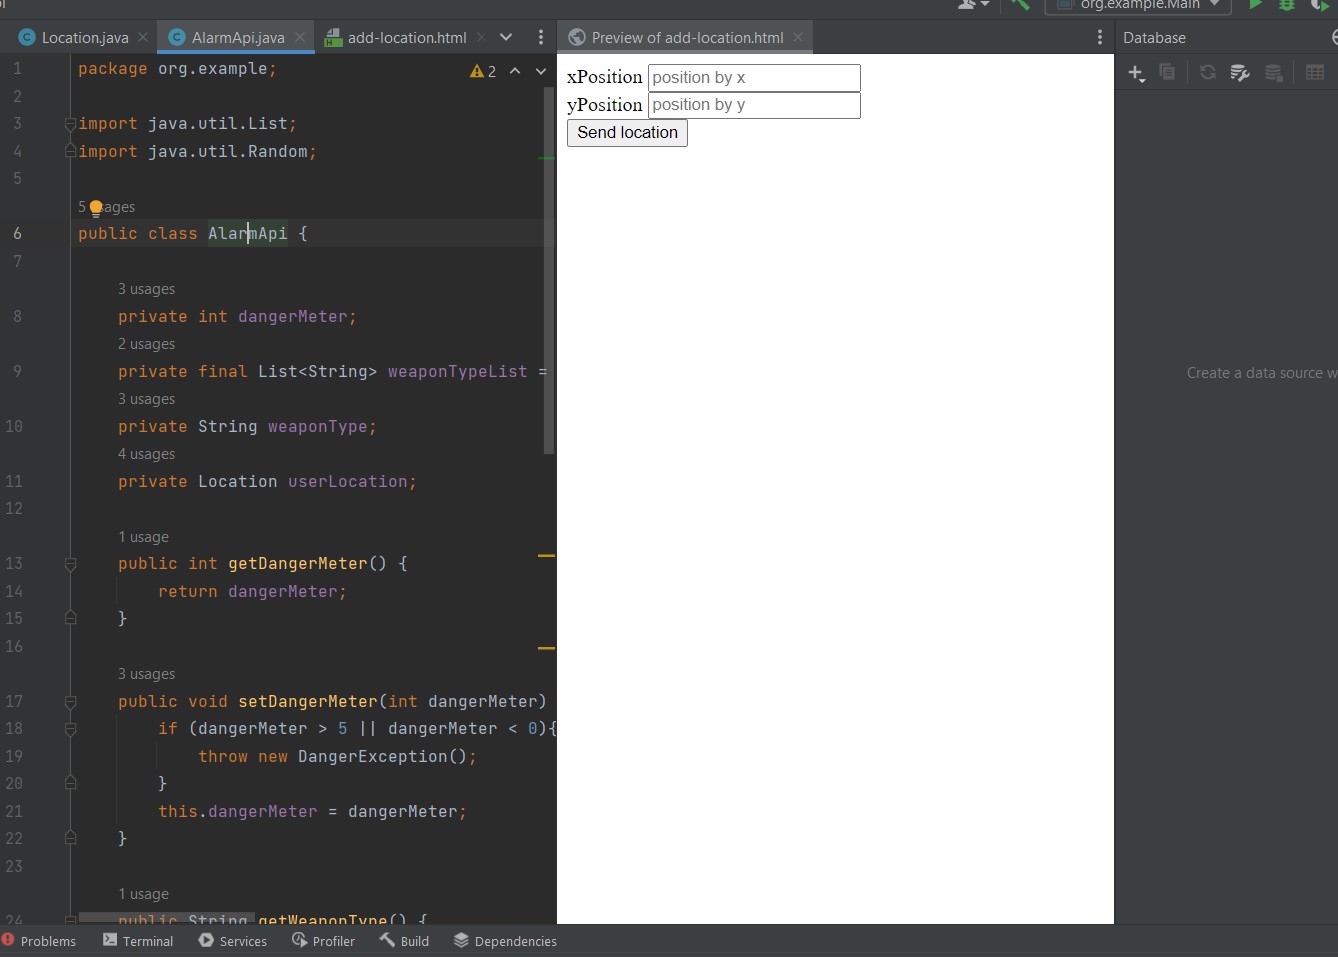 org.example.Main
Location.java
AlarmApi.java
add-location.html
Preview of add-location.html
Database
1 package org.example;
2
2
3 import java.util.List;
4 import java.util.Random;
5
5 usages
6 public class AlarmApi {
7
3 usages
8 private int dangerMeter;
2 usages
9 private final List<String> weaponTypeList =
3 usages
10 private String weaponType;
4 usages
11 private Location userLocation;
12
1 usage
13 public int getDangerMeter() {
14 return dangerMeter;
15 }
16
3 usages
17 public void setDangerMeter(int dangerMeter)
18 if (dangerMeter > 5 || dangerMeter < 0){
19 throw new DangerException();
20 }
21 this.dangerMeter = dangerMeter;
22 }
23
1 usage
24 public String getWeaponType() {
xPosition position by x
yPosition position by y
Send location
Create a data source w
Problems
Terminal
Services
Profiler
Build
Dependencies